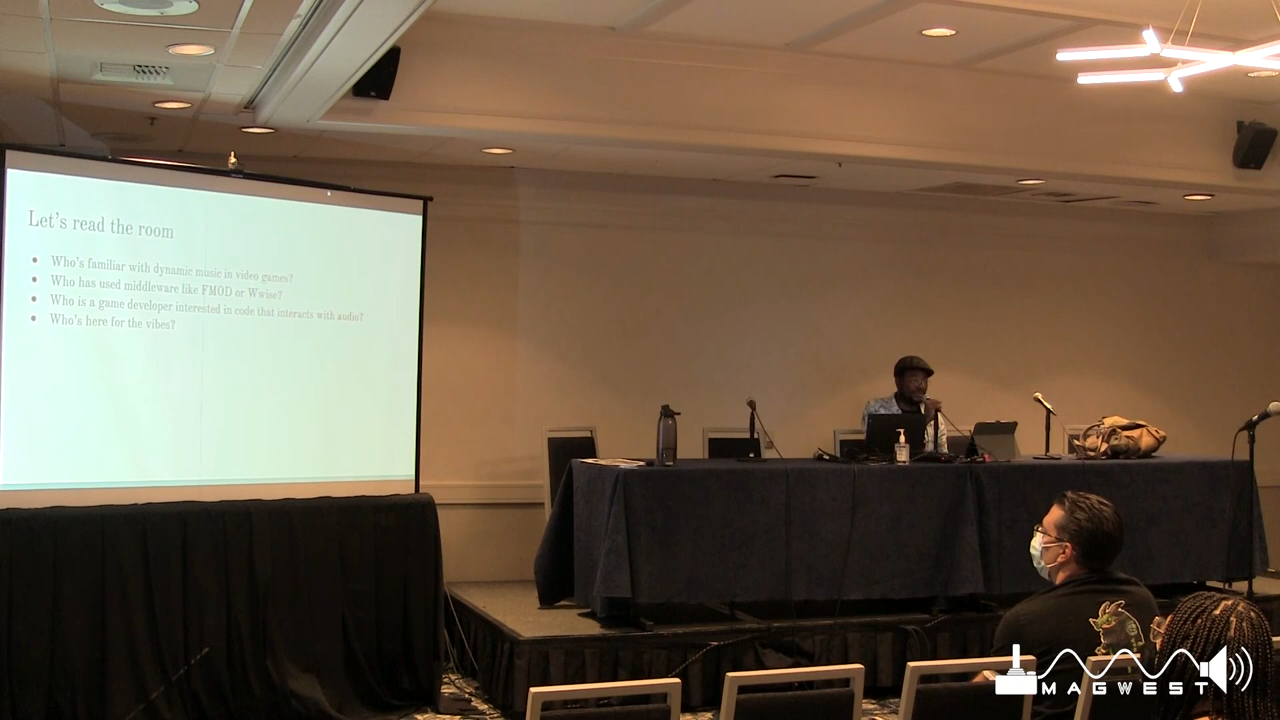 Let's read the room
Who's familiar with dynamic music in video games?
Who has used middleware like FMOD or Wwise?
Who is a game developer interested in code that interacts with audio?
Who's here for the vibes?
MAGWEST